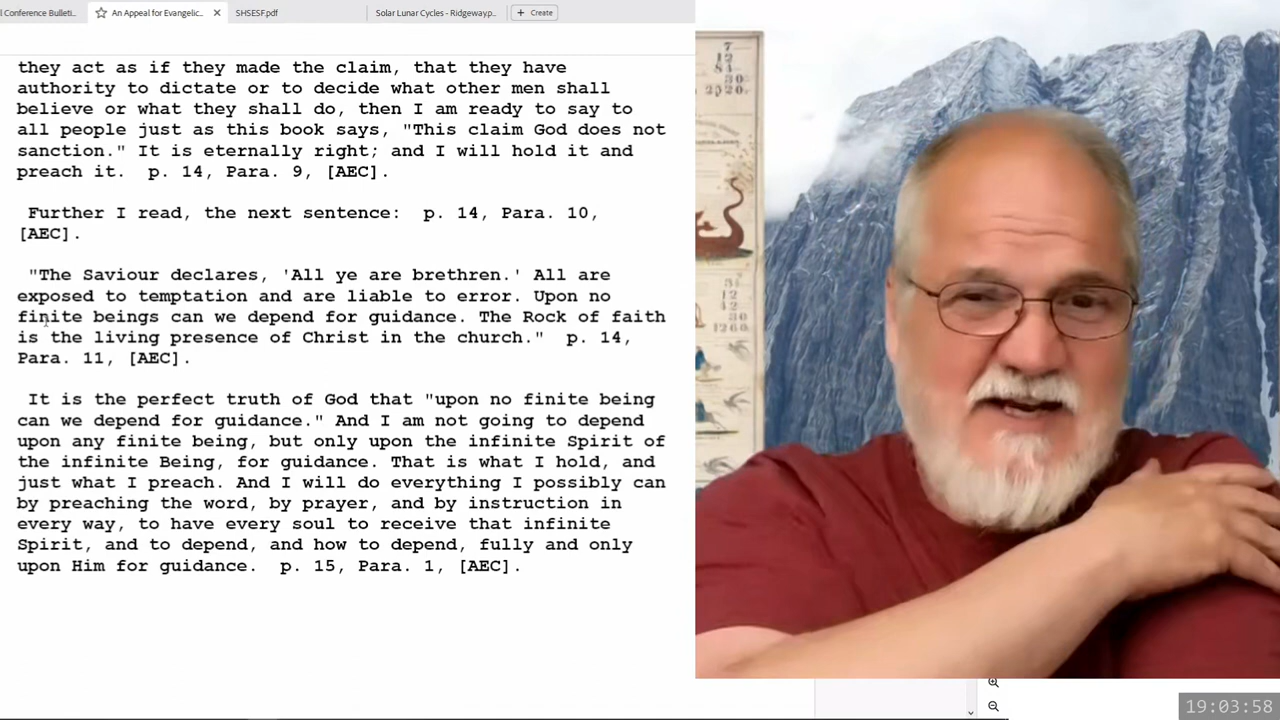 l Conference Bulleti..
An Appeal for Evangelic..
SHSESF.pdf
Solar Lunar Cycles - Ridgeway.p..
Create
they act as if they made the claim, that they have
authority to dictate or to decide what other men shall
believe or what they shall do, then I am ready to say to
all people just as this book says, "This claim God does not
sanction." It is eternally right; and I will hold it and
preach it.  p. 14, Para. 9, [AEC].
Further I read, the next sentence:  p. 14, Para. 10,
[AEC].
"The Saviour declares, 'All ye are brethren.' All are
exposed to temptation and are liable to error. Upon no
finite beings can we depend for guidance. The Rock of faith
is the living presence of Christ in the church."  p. 14,
Para. 11, [AEC].
It is the perfect truth of God that "upon no finite being
can we depend for guidance." And I am not going to depend
upon any finite being, but only upon the infinite Spirit of
the infinite Being, for guidance. That is what I hold, and
just what I preach. And I will do everything I possibly can
by preaching the word, by prayer, and by instruction in
every way, to have every soul to receive that infinite
Spirit, and to depend, and how to depend, fully and only
upon Him for guidance.  p. 15, Para. 1, [AEC].
7
12
84
30
2520.
1260
19:03:58